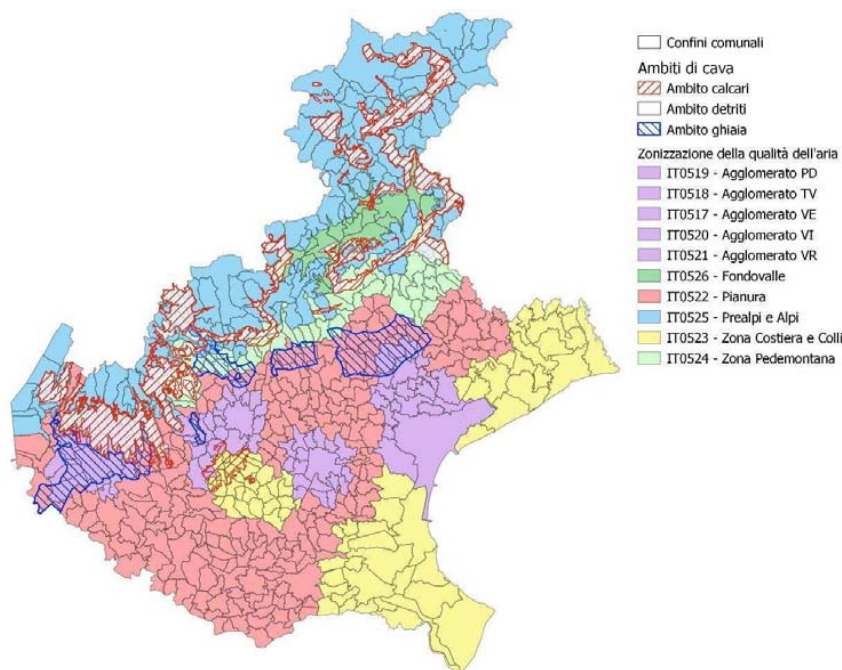 Confini comunali
Ambiti di cava
Ambito calcari
Ambito detriti
Ambito ghiaia
Zonizzazione della qualità dell'aria
IT0519 - Agglomerato PD
IT0518 - Agglomerato TV
IT0517 - Agglomerato VE
IT0520 - Agglomerato VI
IT0521 - Agglomerato VR
IT0526 - Fondovalle
IT0522 - Pianura
IT0525 - Prealpi e Alpi
IT0523 - Zona Costiera e Colli
IT0524 - Zona Pedemontana